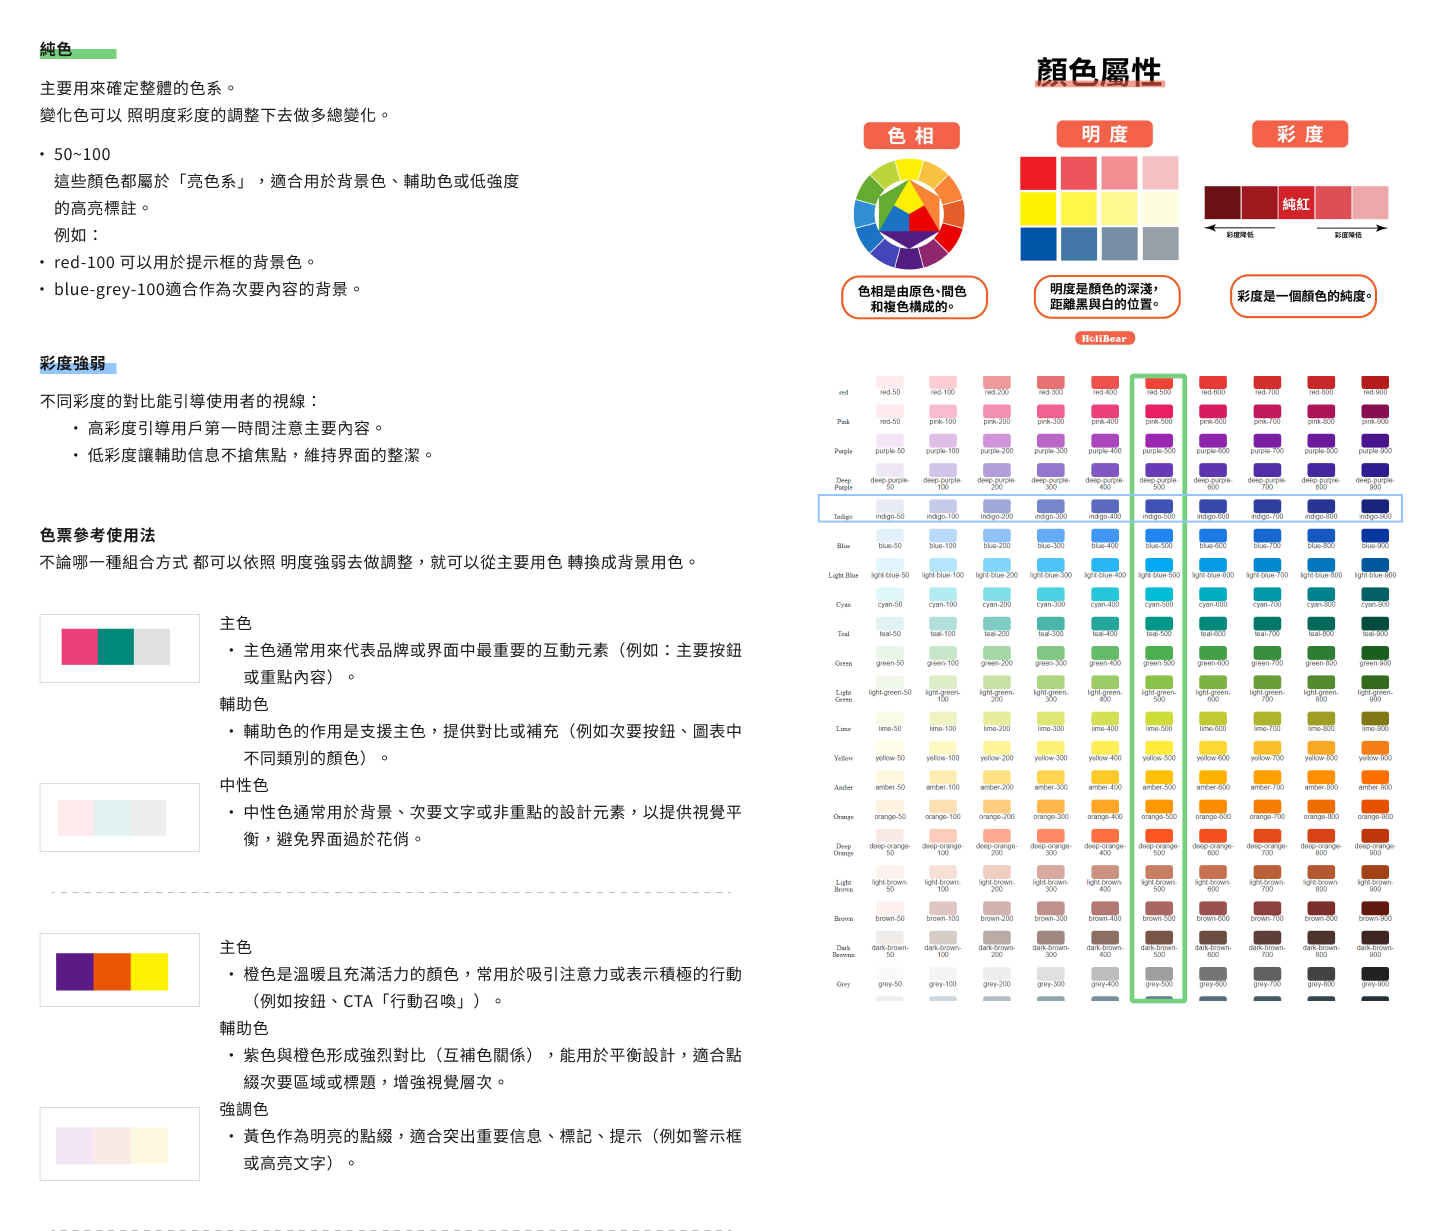 純色
主要用來確定整體的色系。
變化色可以 照明度彩度的調整下去做多總變化。
• 50~100
這些顏色都屬於「亮色系」，適合用於背景色、輔助色或低強度
的高亮標註。
例如：
• red-100 可以用於提示框的背景色。
• blue-grey-100適合作為次要內容的背景。
彩度強弱
不同彩度的對比能引導使用者的視線：
• 高彩度引導用戶第一時間注意主要內容。
• 低彩度讓輔助信息不搶焦點，維持界面的整潔。
色票參考使用法
不論哪一種組合方式 都可以依照 明度強弱去做調整，就可以從主要用色 轉換成背景用色。
主色
• 主色通常用來代表品牌或界面中最重要的互動元素（例如：主要按鈕
或重點內容）。
輔助色
• 輔助色的作用是支援主色，提供對比或補充（例如次要按鈕、圖表中
不同類別的顏色）。
中性色
• 中性色通常用於背景、次要文字或非重點的設計元素，以提供視覺平
衡，避免界面過於花俏。
主色
• 橙色是溫暖且充滿活力的顏色，常用於吸引注意力或表示積極的行動
（例如按鈕、CTA「行動召喚」）。
輔助色
• 紫色與橙色形成強烈對比（互補色關係），能用於平衡設計，適合點
綴次要區域或標題，增強視覺層次。
強調色
• 黃色作為明亮的點綴，適合突出重要信息、標記、提示（例如警示框
或高亮文字）。
顏色屬性
色相
明度
彩度
純紅
彩度降低
彩度降低
色相是由原色、間色
和複色構成的。
明度是顏色的深淺，
距離黑與白的位置。
彩度是一個顏色的純度。
HoliBear
red red-50 red-100 red-200 red-300 red-400 red-500 red-600 red-700 red-800 red-900
Pink red-50 pink-100 pink-200 pink-300 pink-400 pink-500 pink-600 pink-700 pink-800 pink-900
Purple purple-50 purple-100 purple-200 purple-300 purple-400 purple-500 purple-600 purple-700 purple-800 purple-900
Deep deep-purple- deep-purple- deep-purple- deep-purple- deep-purple- deep-purple- deep-purple- deep-purple- deep-purple- deep-purple-
Purple 50 100 200 300 400 500 600 700 800 900
Indigo indigo-50 indigo-100 indigo-200 indigo-300 indigo-400 indigo-500 indigo-600 indigo-700 indigo-800 indigo-900
Blue blue-50 blue-100 blue-200 blue-300 blue-400 blue-500 blue-600 blue-700 blue-800 blue-900
Light Blue light-blue-50 light-blue-100 light-blue-200 light-blue-300 light-blue-400 light-blue-500 light-blue-600 light-blue-700 light-blue-800 light-blue-900
Cyan cyan-50 cyan-100 cyan-200 cyan-300 cyan-400 cyan-500 cyan-600 cyan-700 cyan-800 cyan-900
Teal teal-50 teal-100 teal-200 teal-300 teal-400 teal-500 teal-600 teal-700 teal-800 teal-900
Green green-50 green-100 green-200 green-300 green-400 green-500 green-600 green-700 green-800 green-900
Light light-green-50 light-green- light-green- light-green- light-green- light-green- light-green- light-green- light-green- light-green-
Green 100 200 300 400 500 600 700 800 900
Lime lime-50 lime-100 lime-200 lime-300 lime-400 lime-500 lime-600 lime-700 lime-800 lime-900
Yellow yellow-50 yellow-100 yellow-200 yellow-300 yellow-400 yellow-500 yellow-600 yellow-700 yellow-800 yellow-900
Amber amber-50 amber-100 amber-200 amber-300 amber-400 amber-500 amber-600 amber-700 amber-800 amber-900
Orange orange-50 orange-100 orange-200 orange-300 orange-400 orange-500 orange-600 orange-700 orange-800 orange-900
Deep deep-orange- deep-orange- deep-orange- deep-orange- deep-orange- deep-orange- deep-orange- deep-orange- deep-orange- deep-orange-
Orange 50 100 200 300 400 500 600 700 800 900
Light light-brown- light-brown- light-brown- light-brown- light-brown- light-brown- light-brown- light-brown- light-brown- light-brown-
Brown 50 100 200 300 400 500 600 700 800 900
Brown brown-50 brown-100 brown-200 brown-300 brown-400 brown-500 brown-600 brown-700 brown-800 brown-900
Dark dark-brown- dark-brown- dark-brown- dark-brown- dark-brown- dark-brown- dark-brown- dark-brown- dark-brown- dark-brown-
Brownn 50 100 200 300 400 500 600 700 800 900
Grey grey-50 grey-100 grey-200 grey-300 grey-400 grey-500 grey-600 grey-700 grey-800 grey-900